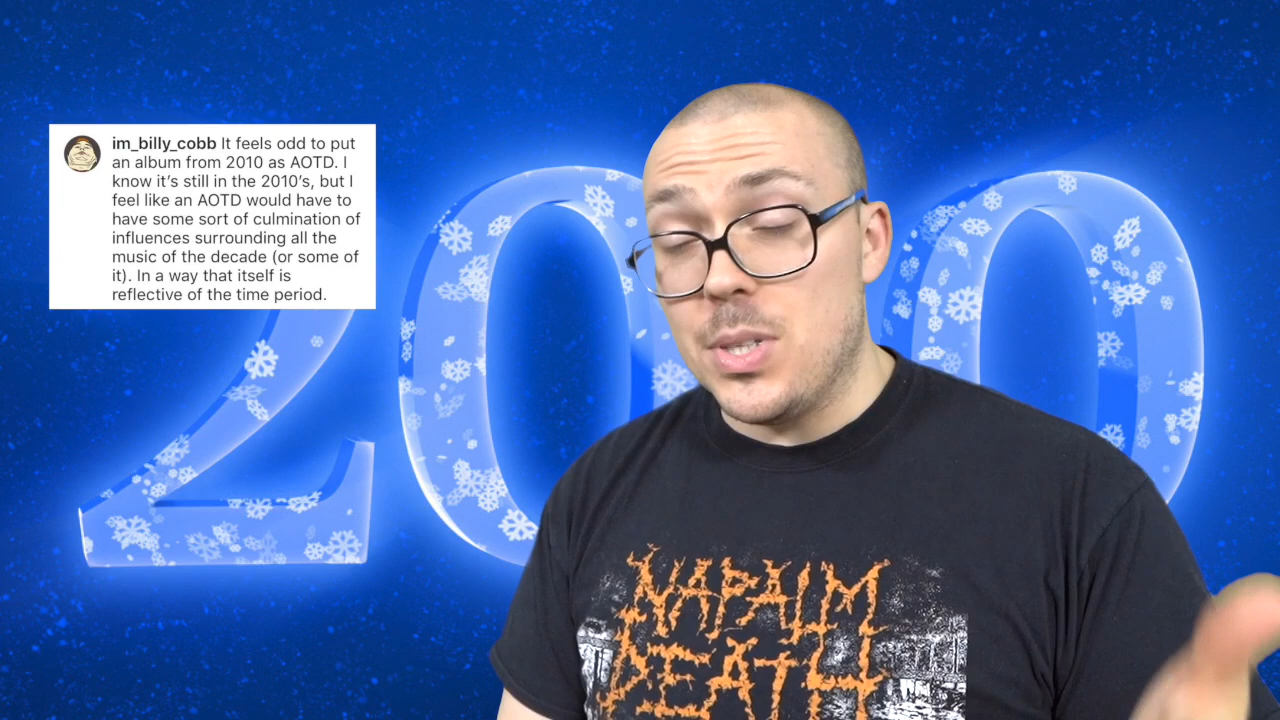 im_billy_cobb It feels odd to put
an album from 2010 as AOTD. I
know it’s still in the 2010’s, but I
feel like an AOTD would have to
have some sort of culmination of
influences surrounding all the
music of the decade (or some of
it). In a way that itself is
reflective of the time period.
20 0
NAPALM
DEATH